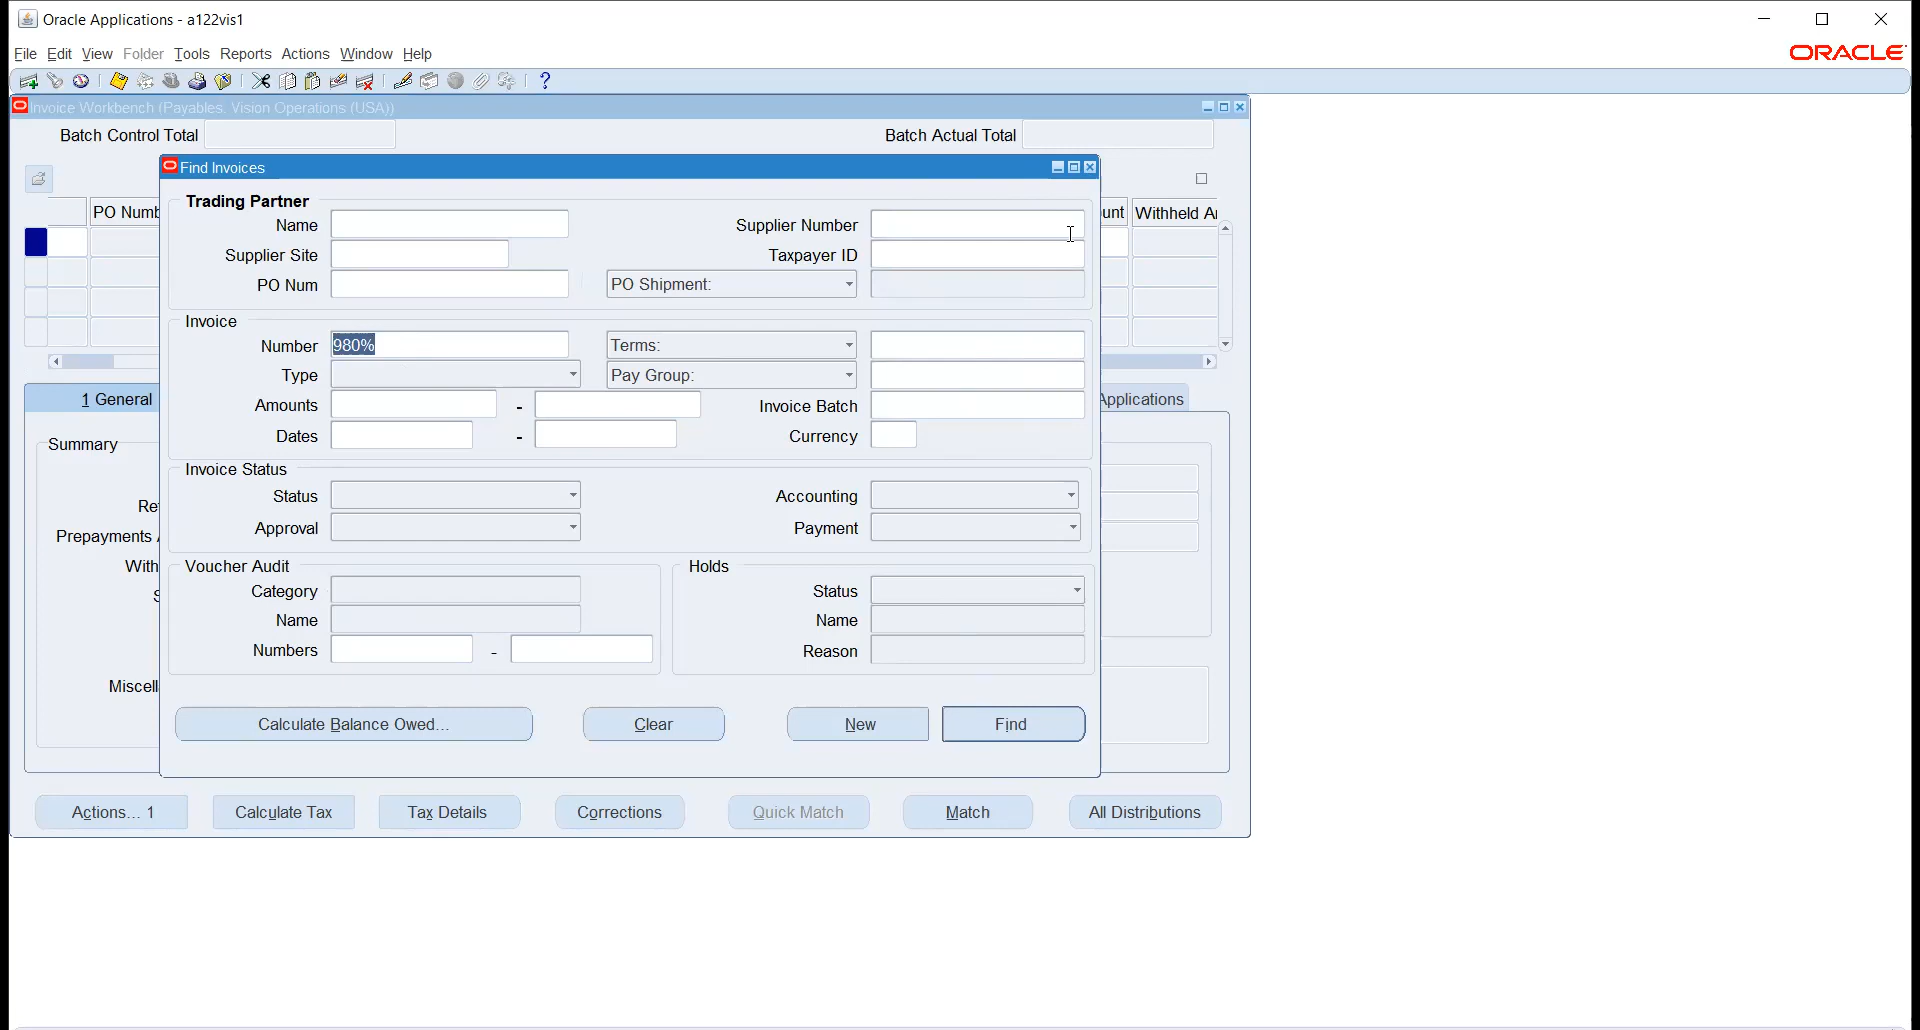 Oracle Applications - a122vis1
File Edit View Folder Tools Reports Actions Window Help
ORACLE
Invoice Workbench (Payables, Vision Operations (USA))
Batch Control Total
Batch Actual Total
Find Invoices
PO Numb
unt
Withheld A
Trading Partner
Name
Supplier Number
Supplier Site
Taxpayer ID
PO Num
PO Shipment:
Invoice
Number 980%
Terms:
Type
Pay Group:
Amounts -
Invoice Batch
Dates -
Currency
1 General
Applications
Summary
Invoice Status
Status
Accounting
Re
Approval
Payment
Prepayments
With
Voucher Audit
Holds
Category
Status
S
Name
Name
Numbers -
Reason
Miscell
Calculate Balance Owed...
Clear
New
Find
Actions... 1
Calculate Tax
Tax Details
Corrections
Quick Match
Match
All Distributions